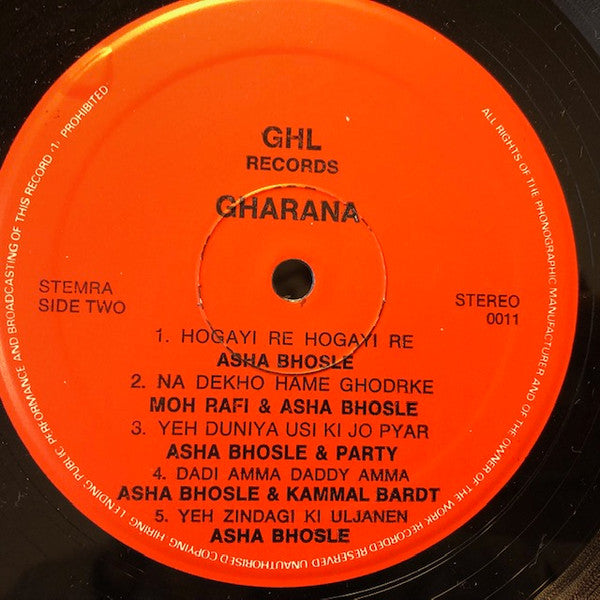 GHL
RECORDS
GHARANA
STEMRA
SIDE TWO
STEREO
0011
1. HOGAYI RE HOGAYI RE
ASHA BHOSLE
2. NA DEKHO HAME GHODRKE
MOH RAFI & ASHA BHOSLE
3. YEH DUNIYA USI KI JO PYAR
ASHA BHOSLE & PARTY
4. DADI AMMA DADDY AMMA
ASHA BHOSLE & KAMMAL BARDT
5. YEH ZINDAGI KI ULJANEN
ASHA BHOSLE
ALL RIGHTS OF THE PHONOGRAPHIC MANUFACTURER AND OF THE OWNER OF THE WORK RECORDED RESERVED UNAUTHORISED COPYING HIRING LENDING PUBLIC PERFORMANCE AND BROADCASTING OF THIS RECORD (1) PROHIBITED